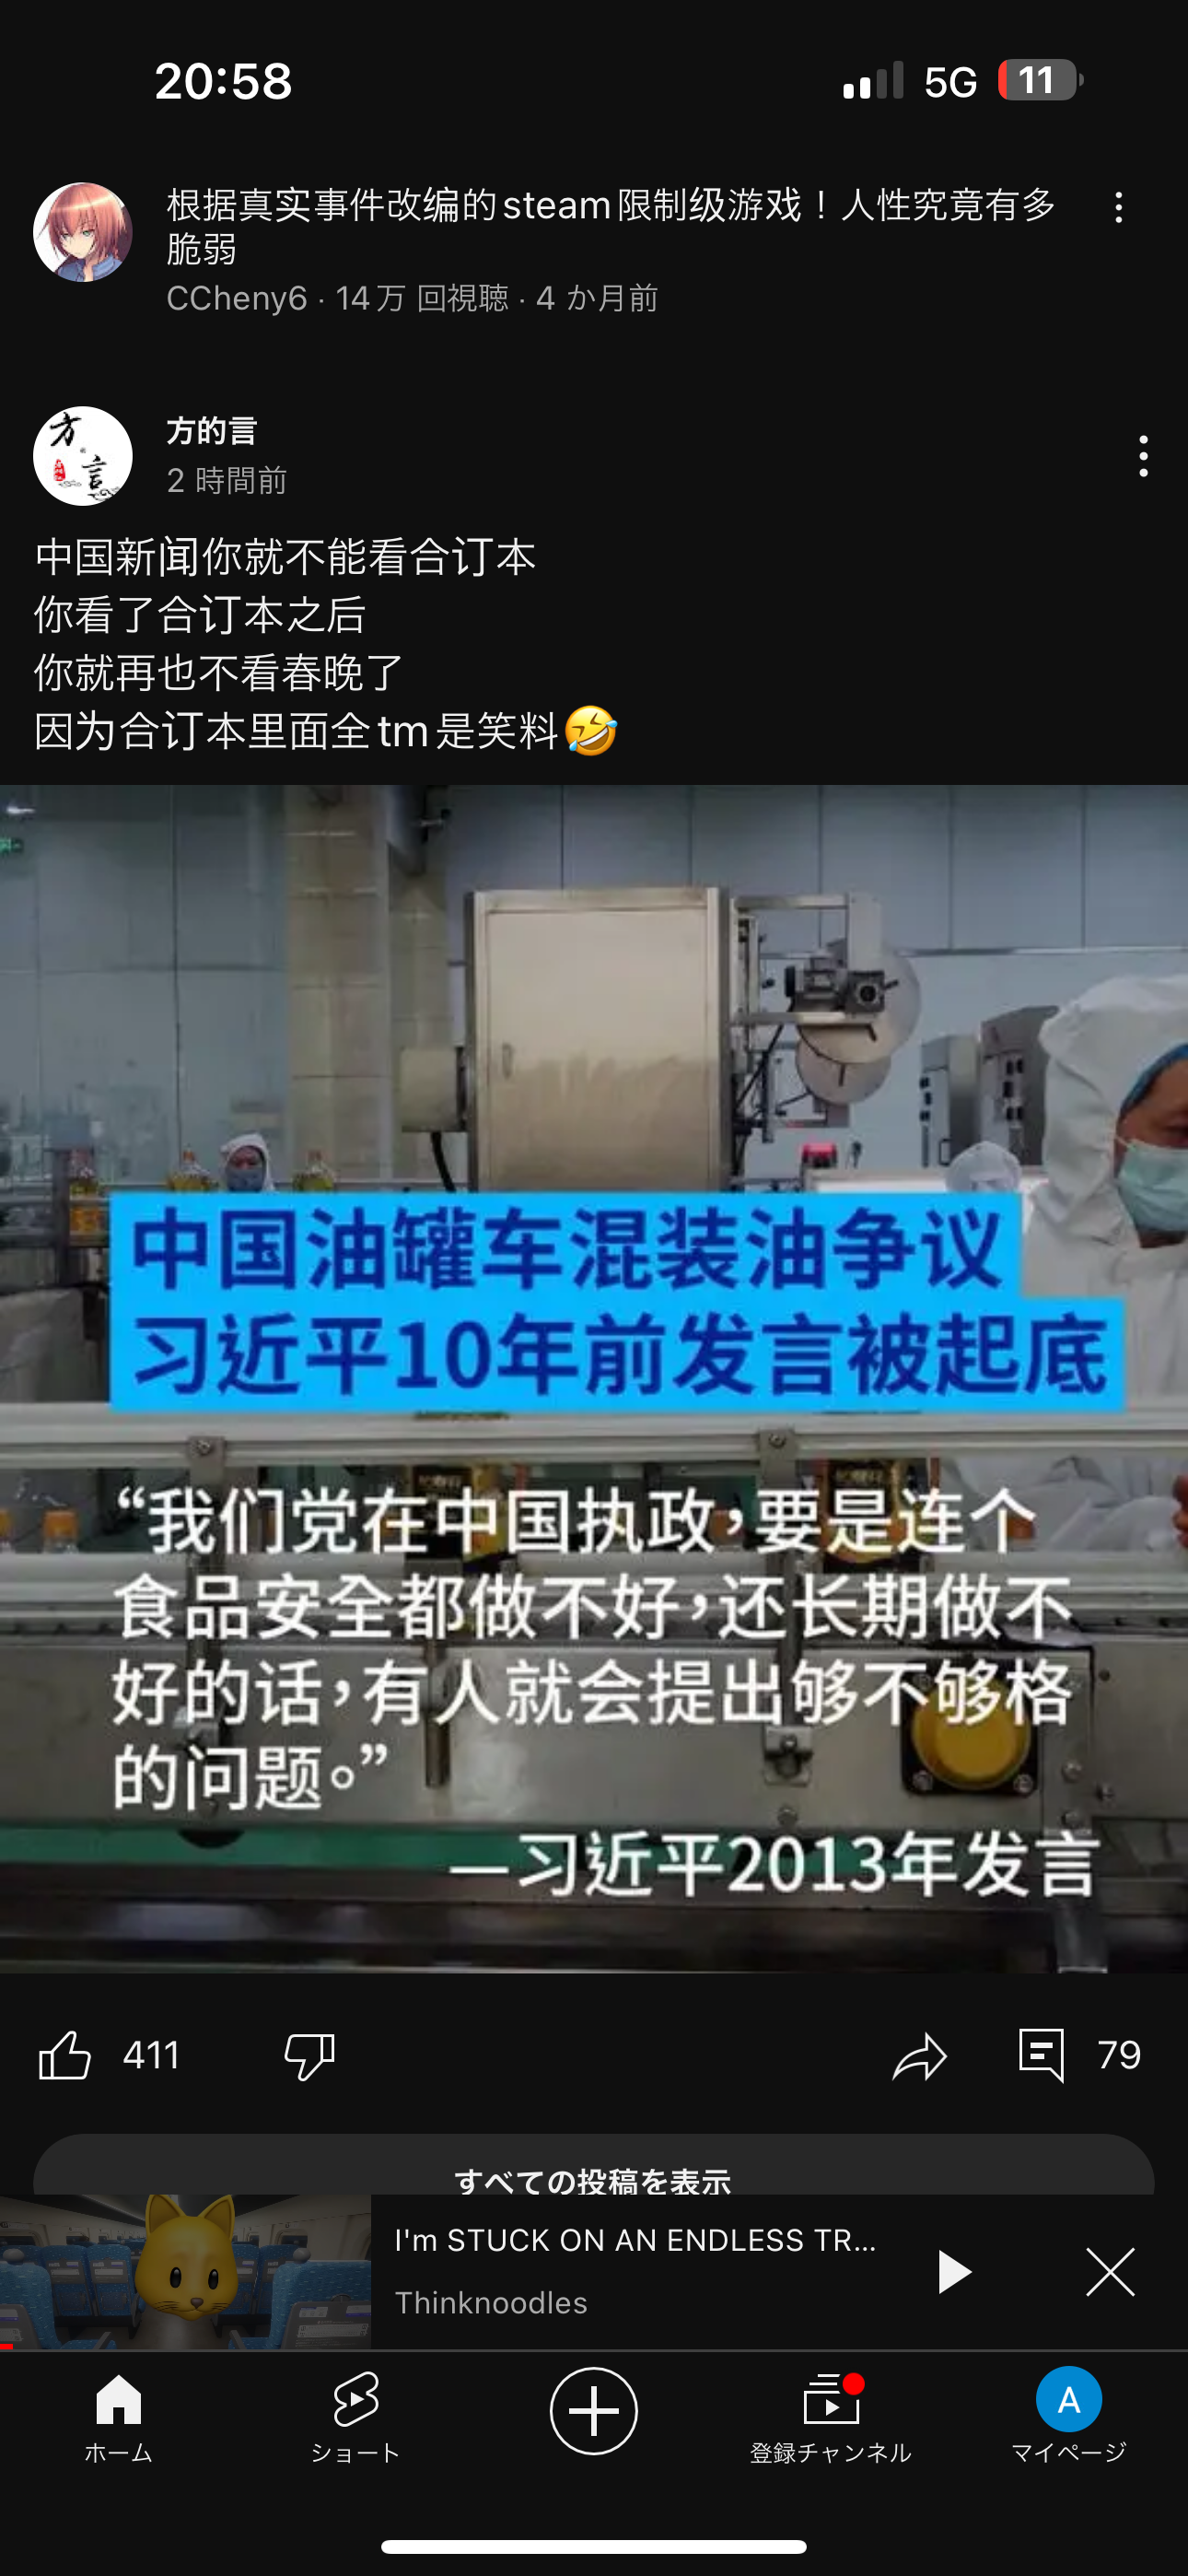 20:58
5G
11
根据真实事件改编的steam限制级游戏！人性究竟有多
脆弱
CCheny6 · 14万 回視聴 · 4 か月前
方的言
2 時間前
中国新闻你就不能看合订本
你看了合订本之后
你就再也不看春晚了
因为合订本里面全tm是笑料🤣
中国油罐车混装油争议
习近平10年前发言被起底
“我们党在中国执政，要是连个
食品安全都做不好，还长期做不
好的话，有人就会提出够不够格
的问题。”
—习近平2013年发言
411
79
すべての投稿を表示
I'm STUCK ON AN ENDLESS TR...
Thinknoodles
A
ホーム
ショート
登録チャンネル
マイページ